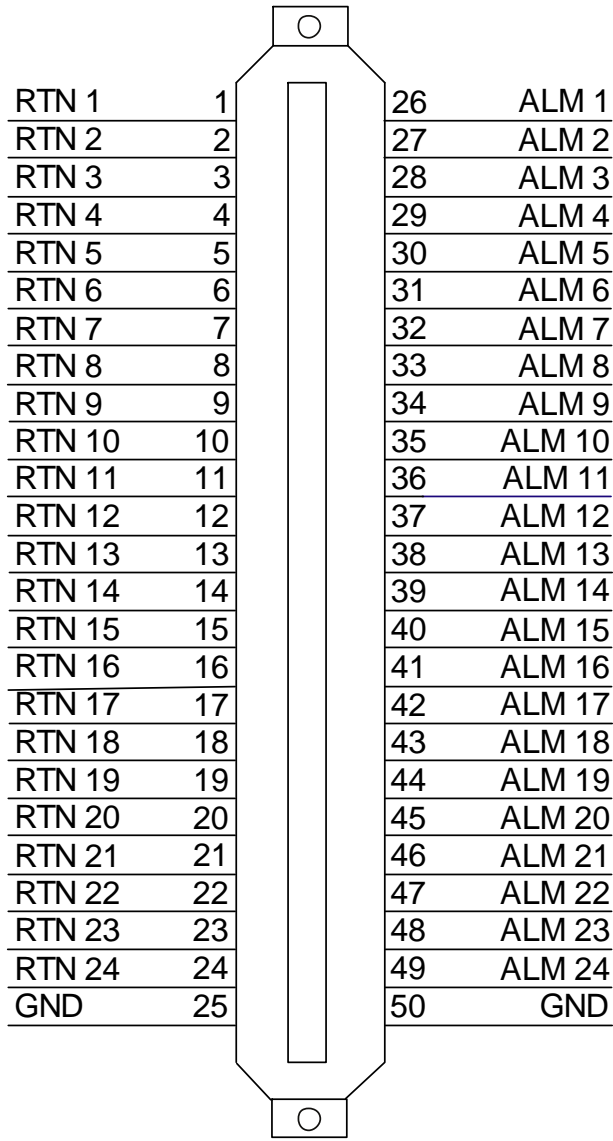 RTN 1 1 26 ALM 1
RTN 2 2 27 ALM 2
RTN 3 3 28 ALM 3
RTN 4 4 29 ALM 4
RTN 5 5 30 ALM 5
RTN 6 6 31 ALM 6
RTN 7 7 32 ALM 7
RTN 8 8 33 ALM 8
RTN 9 9 34 ALM 9
RTN 10 10 35 ALM 10
RTN 11 11 36 ALM 11
RTN 12 12 37 ALM 12
RTN 13 13 38 ALM 13
RTN 14 14 39 ALM 14
RTN 15 15 40 ALM 15
RTN 16 16 41 ALM 16
RTN 17 17 42 ALM 17
RTN 18 18 43 ALM 18
RTN 19 19 44 ALM 19
RTN 20 20 45 ALM 20
RTN 21 21 46 ALM 21
RTN 22 22 47 ALM 22
RTN 23 23 48 ALM 23
RTN 24 24 49 ALM 24
GND 25 50 GND